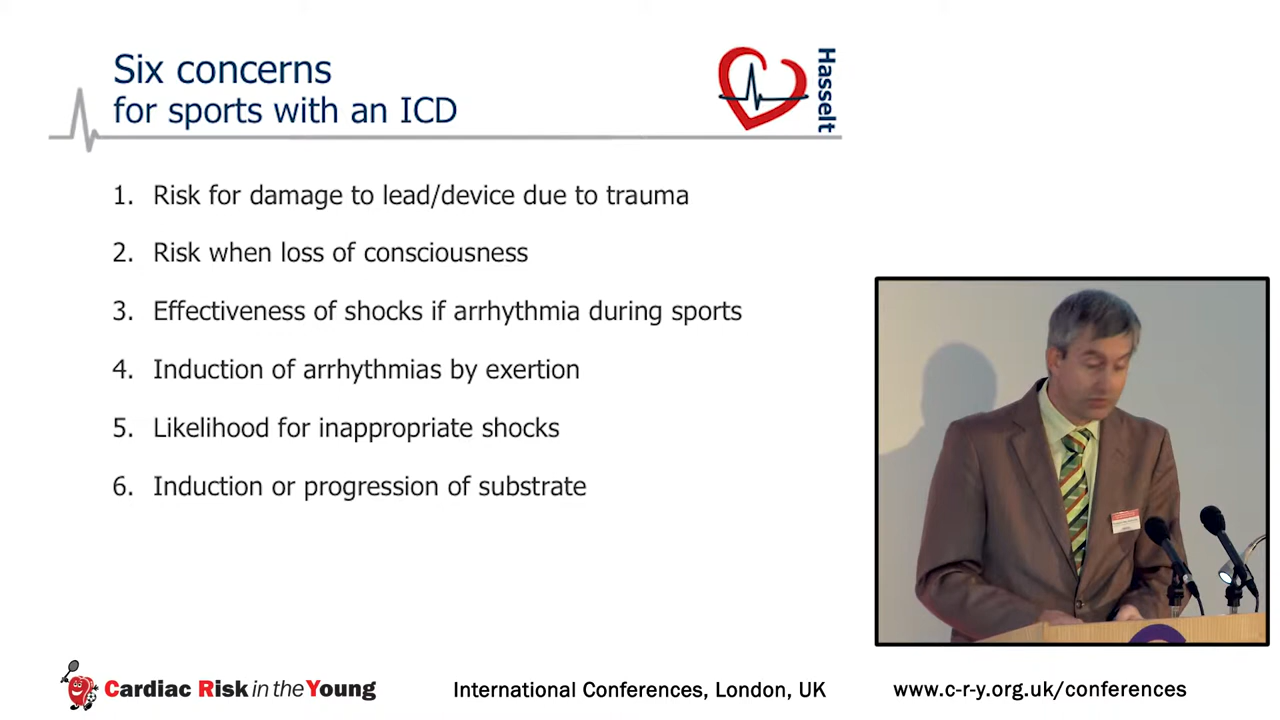 Six concerns
for sports with an ICD
Hasselt
1. Risk for damage to lead/device due to trauma
2. Risk when loss of consciousness
3. Effectiveness of shocks if arrhythmia during sports
4. Induction of arrhythmias by exertion
5. Likelihood for inappropriate shocks
6. Induction or progression of substrate
Cardiac Risk in the Young
International Conferences, London, UK
www.c-r-y.org.uk/conferences